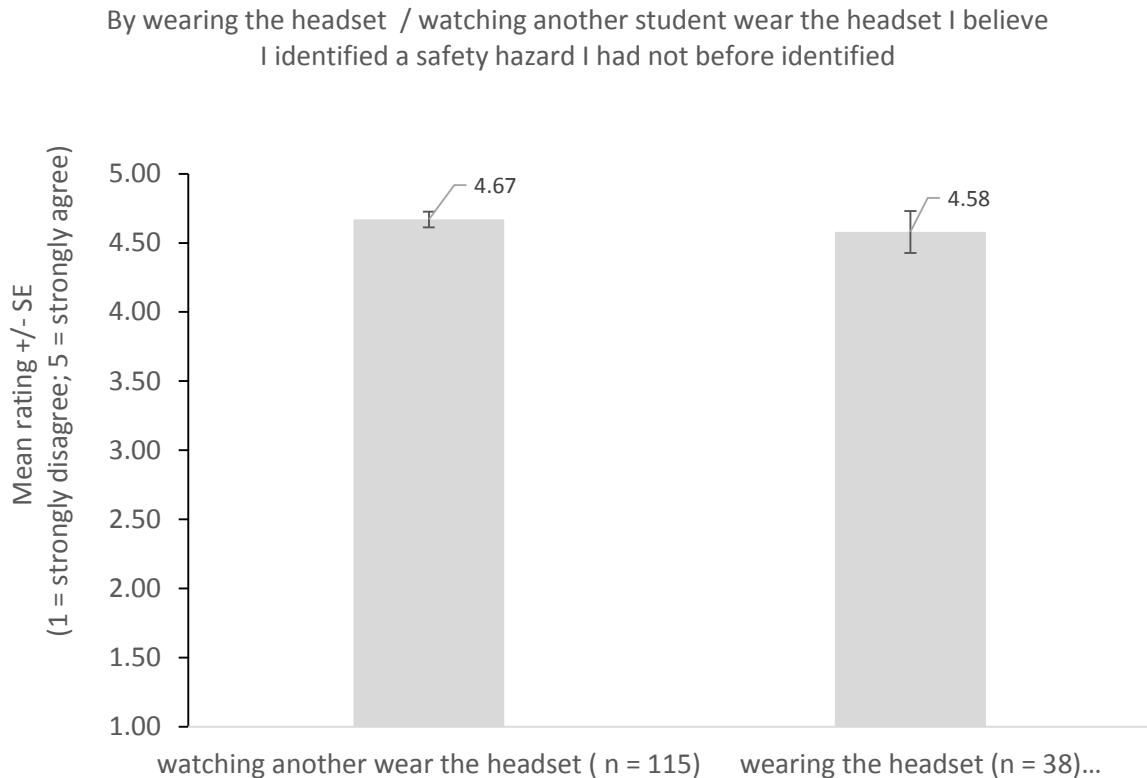 By wearing the headset / watching another student wear the headset I believe
I identified a safety hazard I had not before identified
Mean rating +/- SE
(1 = strongly disagree; 5 = strongly agree)
5.00
4.50
4.00
3.50
3.00
2.50
2.00
1.50
1.00
4.67
4.58
watching another wear the headset ( n = 115)
wearing the headset (n = 38)...